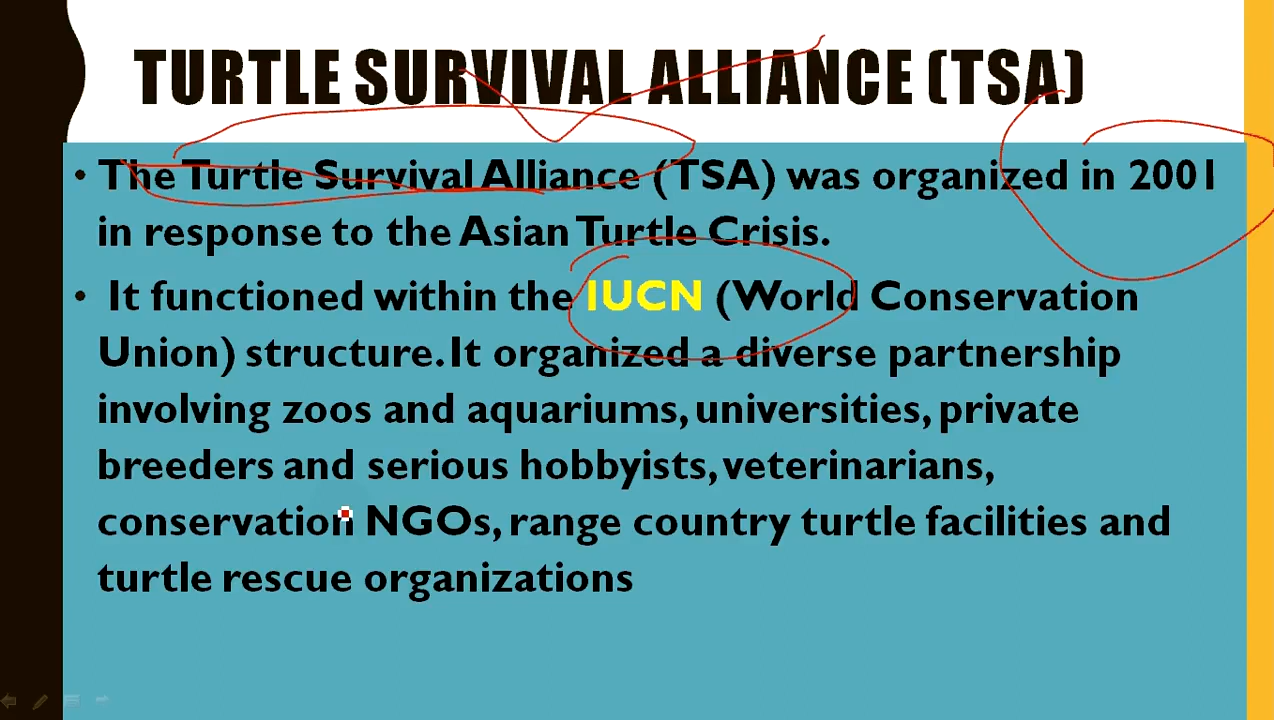 TURTLE SURVIVAL ALLIANCE (TSA)
• The Turtle Survival Alliance (TSA) was organized in 2001
in response to the Asian Turtle Crisis.
• It functioned within the IUCN (World Conservation
Union) structure. It organized a diverse partnership
involving zoos and aquariums, universities, private
breeders and serious hobbyists, veterinarians,
conservation NGOs, range country turtle facilities and
turtle rescue organizations